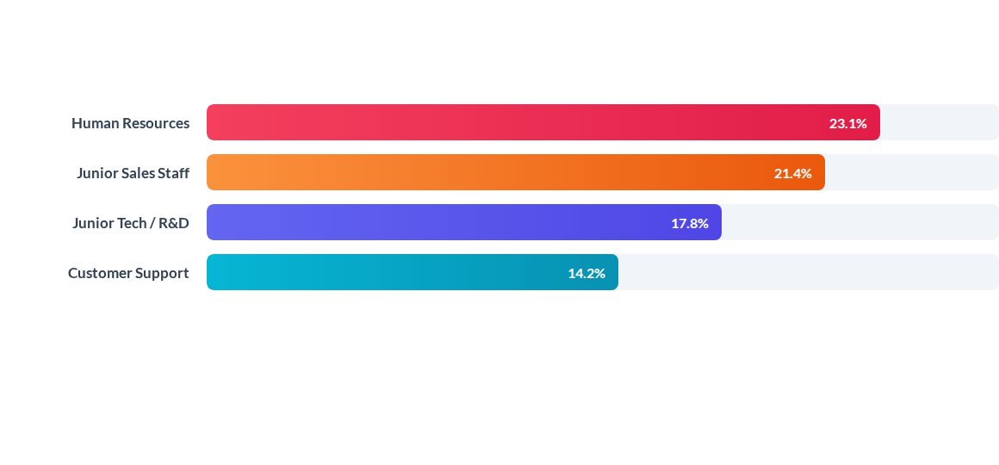 Human Resources 23.1%
Junior Sales Staff 21.4%
Junior Tech / R&D 17.8%
Customer Support 14.2%